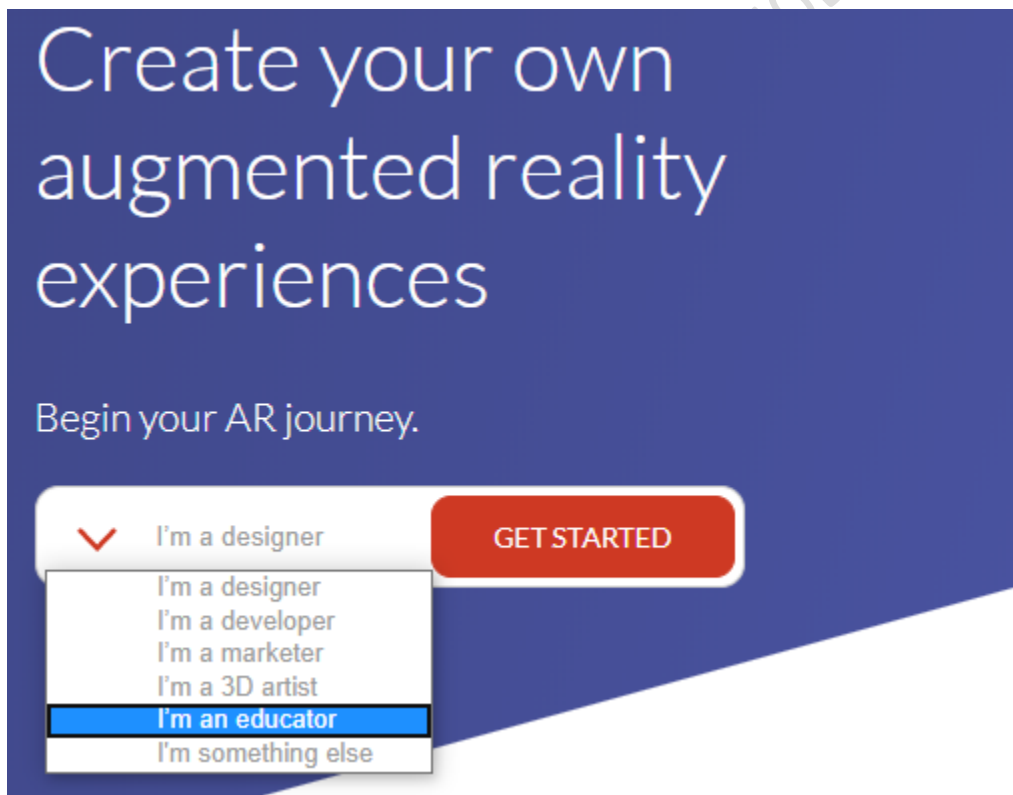 Create your own
augmented reality
experiences
Begin your AR journey.
I'm a designer
GET STARTED
I'm a designer
I'm a developer
I'm a marketer
I'm a 3D artist
I'm an educator
I'm something else